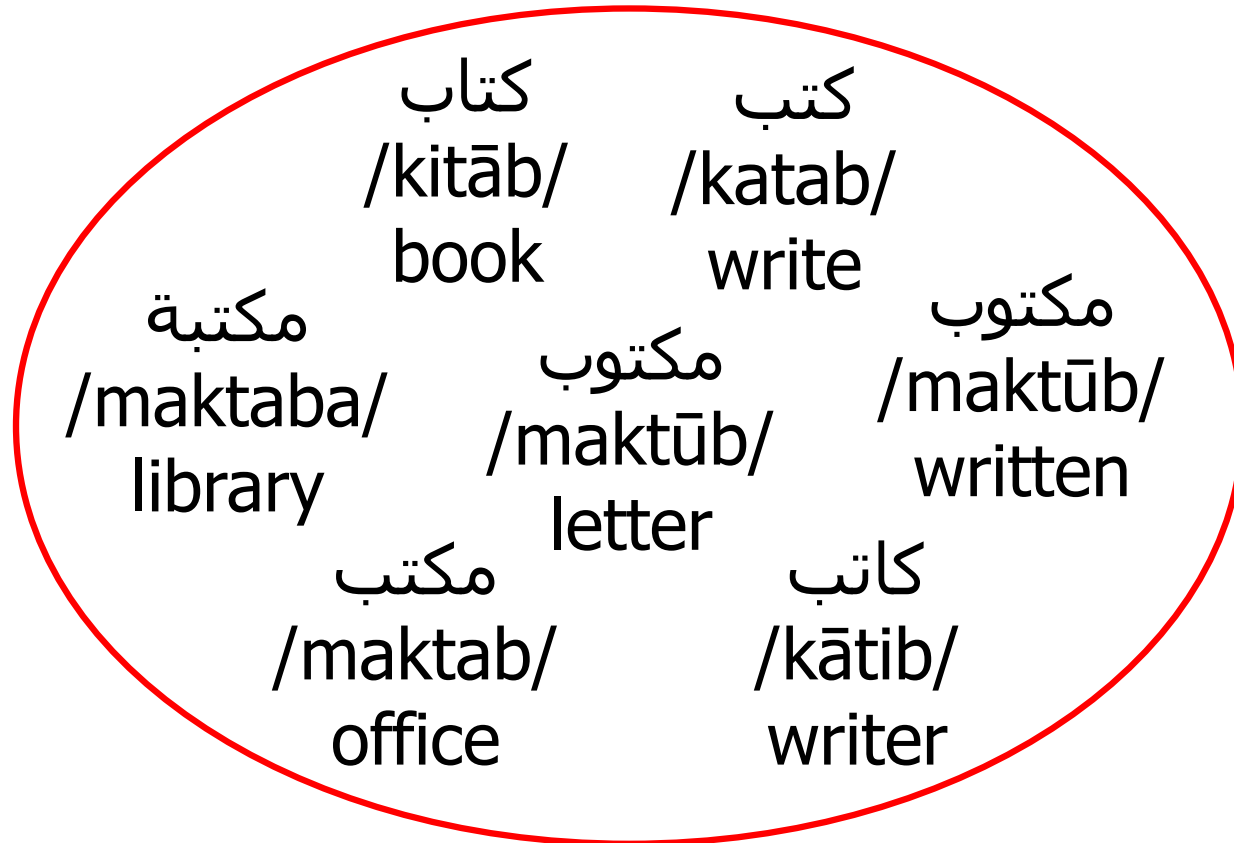 كتاب
/kitāb/
book
كتب
/katab/
write
مكتبة
/maktaba/
library
مكتوب
/maktūb/
letter
مكتوب
/maktūb/
written
مكتب
/maktab/
office
كاتب
/kātib/
writer